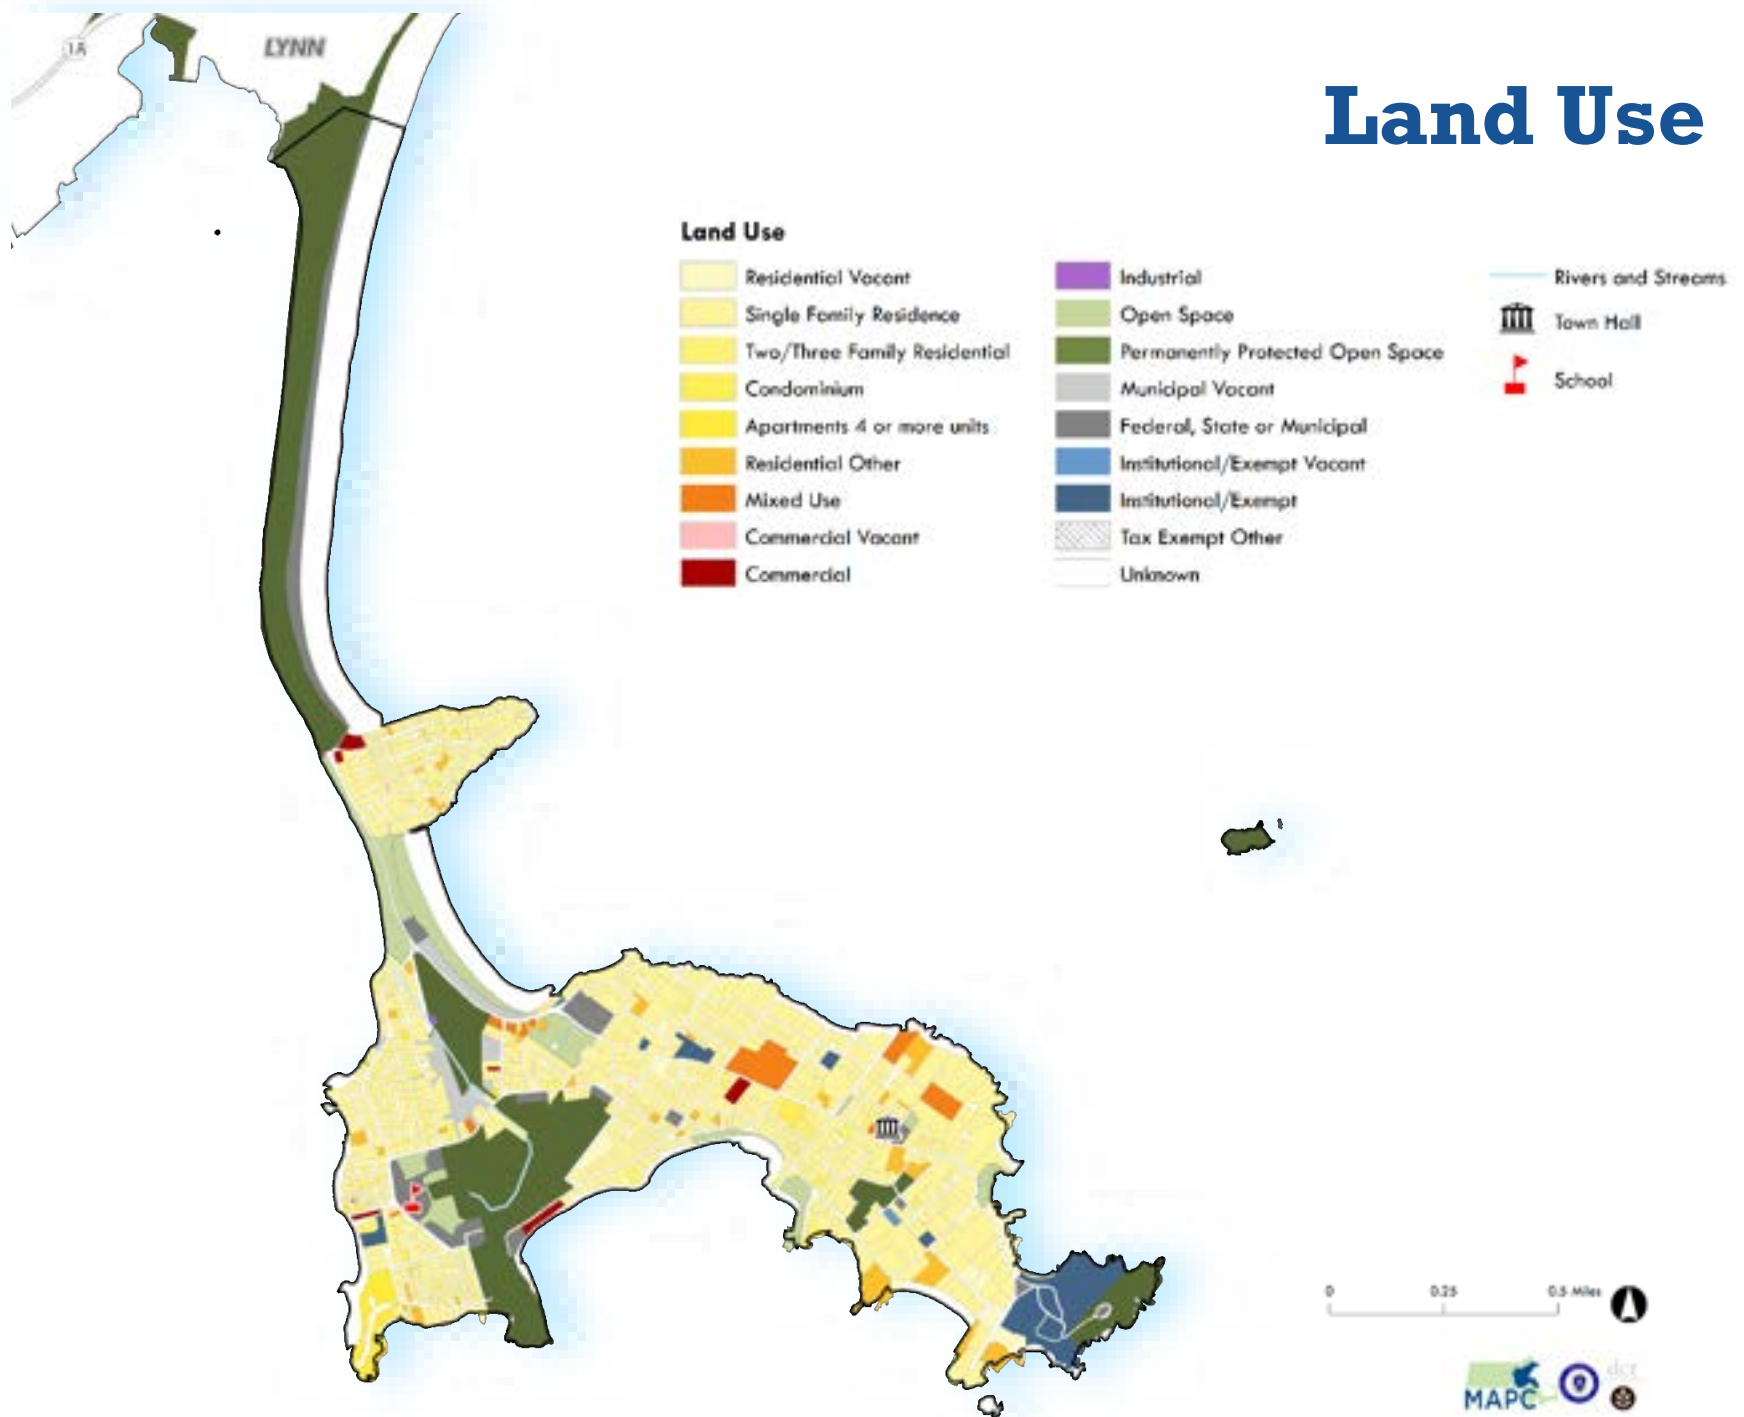 1A
LYNN
Land Use
Land Use
Residential Vacant
Single Family Residence
Two/Three Family Residential
Condominium
Apartments 4 or more units
Residential Other
Mixed Use
Commercial Vacant
Commercial
Industrial
Open Space
Permanently Protected Open Space
Municipal Vacant
Federal, State or Municipal
Institutional/Exempt Vacant
Institutional/Exempt
Tax Exempt Other
Unknown
Rivers and Streams
Town Hall
School
0 0.25 0.5 Miles
MAPC
dcr